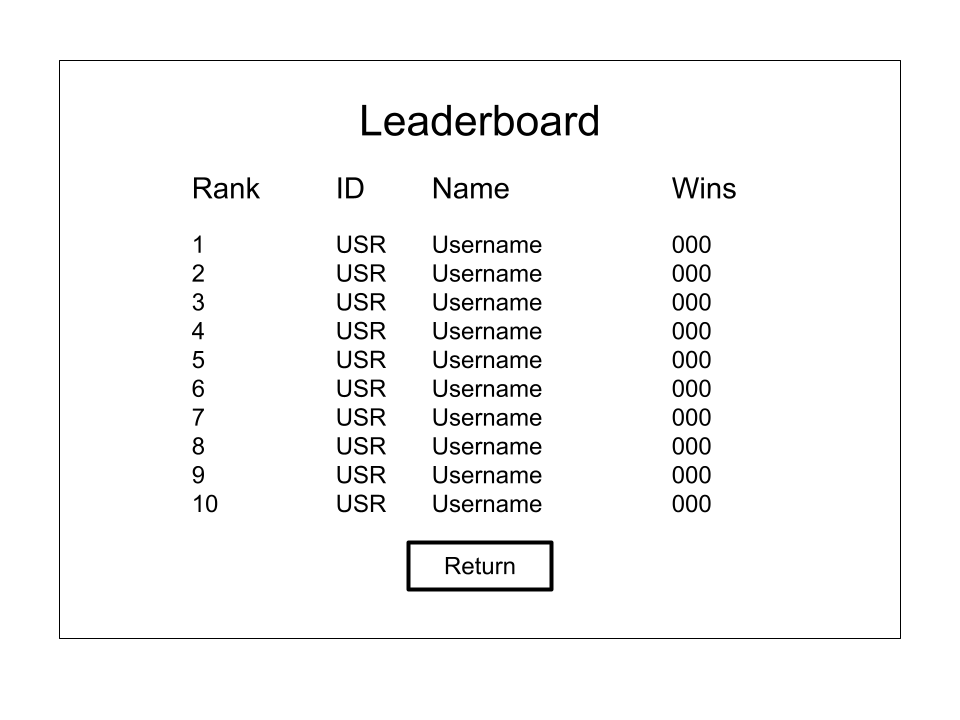 Leaderboard
Rank ID Name Wins
1 USR Username 000
2 USR Username 000
3 USR Username 000
4 USR Username 000
5 USR Username 000
6 USR Username 000
7 USR Username 000
8 USR Username 000
9 USR Username 000
10 USR Username 000
Return